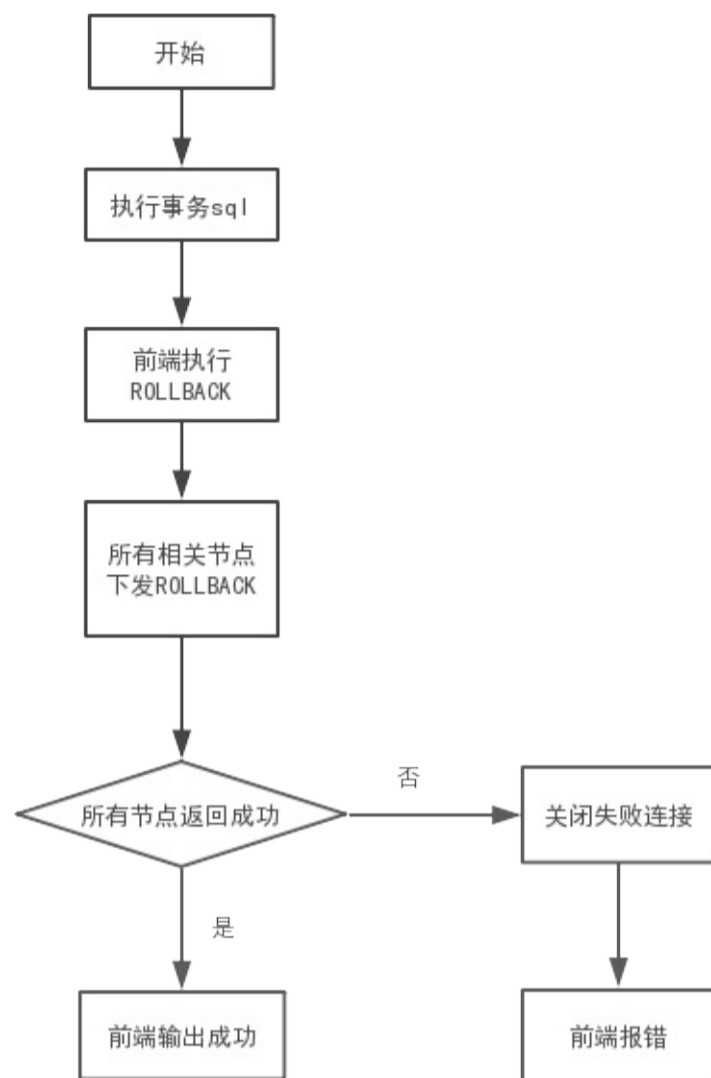 开始
执行事务sql
前端执行
ROLLBACK
所有相关节点
下发ROLLBACK
所有节点返回成功
否
关闭失败连接
是
前端输出成功
前端报错